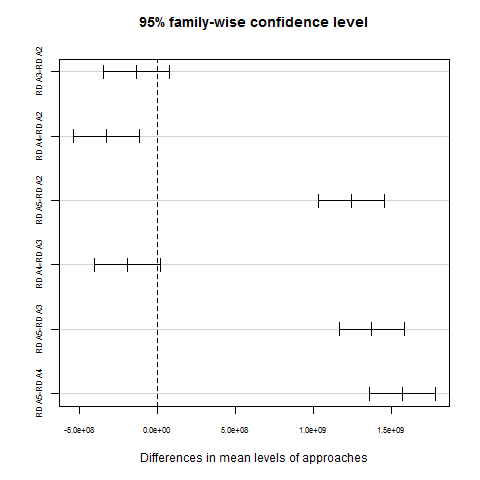 95% family-wise confidence level
RD A3-RD A2
RD A4-RD A2
RD A5-RD A2
RD A4-RD A3
RD A5-RD A3
RD A5-RD A4
-5.0e+08 0.0e+00 5.0e+08 1.0e+09 1.5e+09
Differences in mean levels of approaches